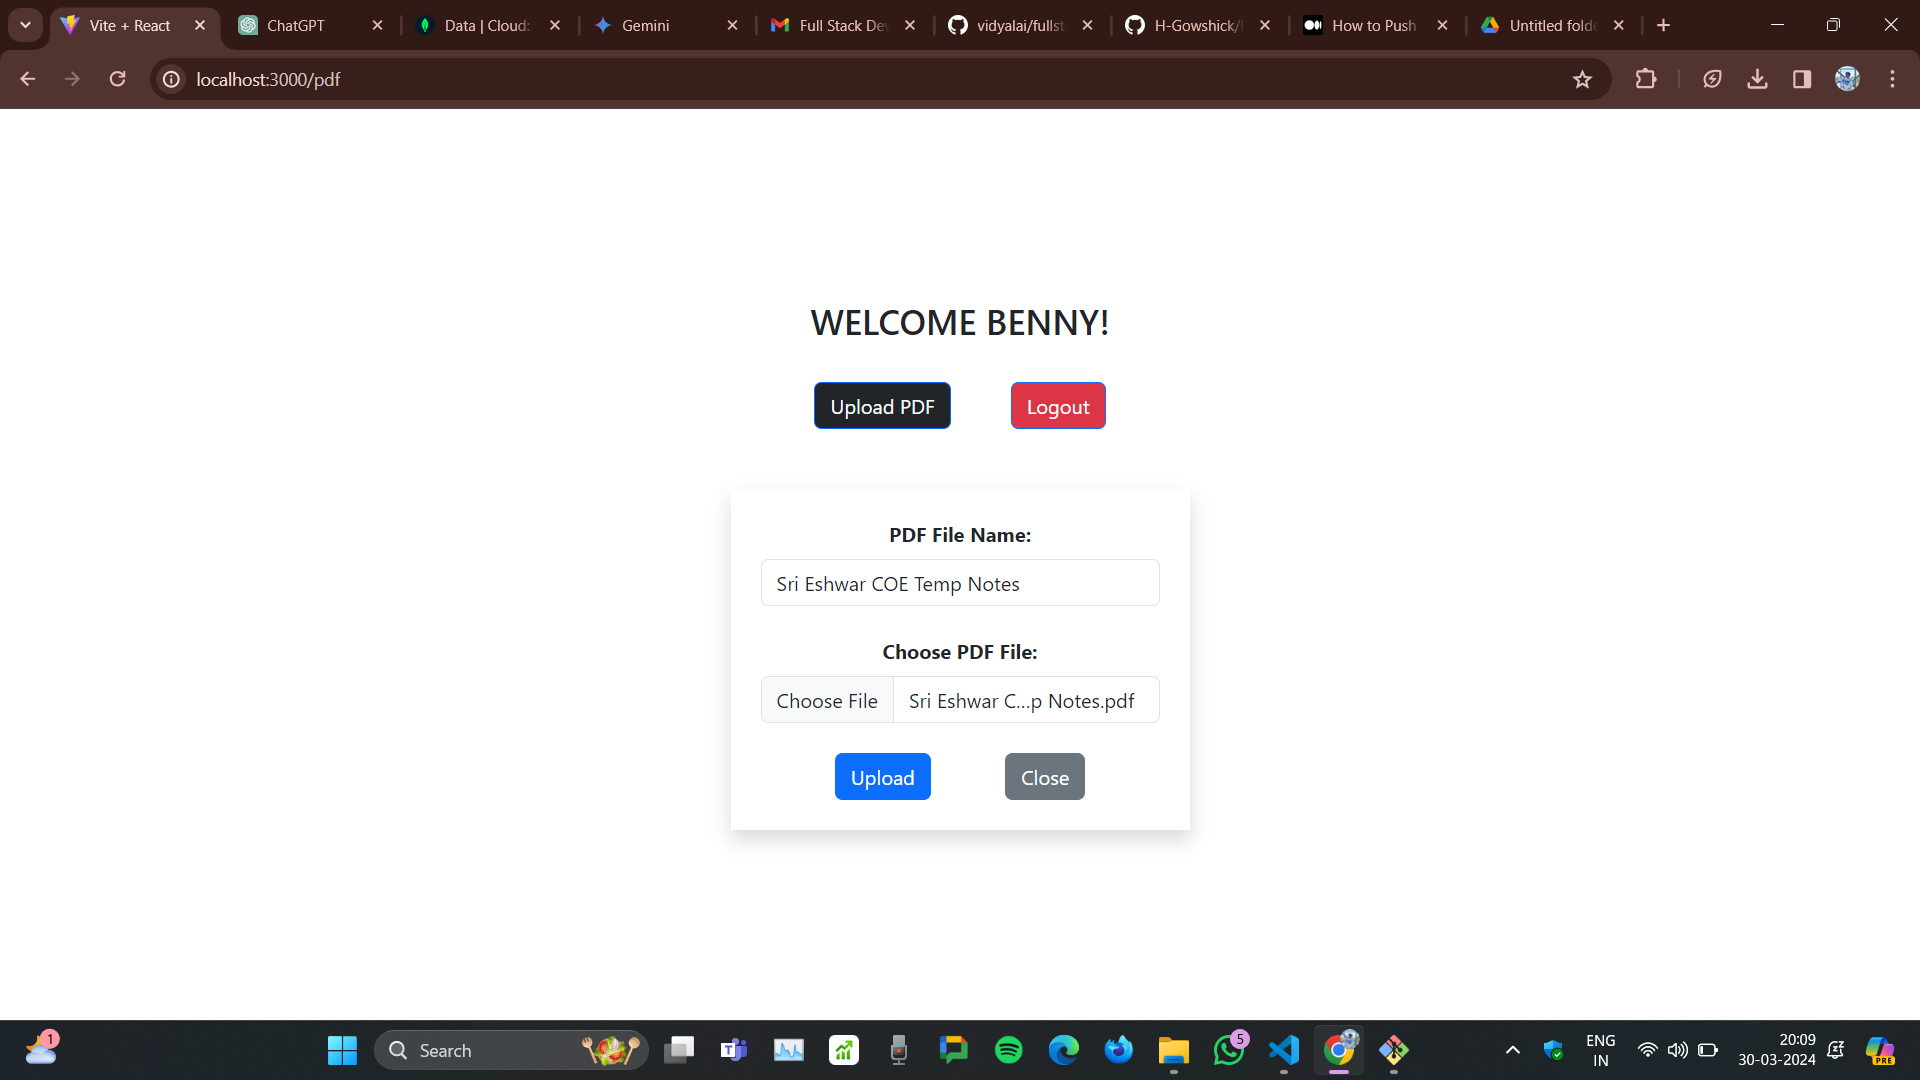 Vite + React
ChatGPT
Data | Cloud:
Gemini
Full Stack De
vidyalai/fullst
H-Gowshick/
How to Push
Untitled folde
localhost:3000/pdf
WELCOME BENNY!
Upload PDF
Logout
PDF File Name:
Sri Eshwar COE Temp Notes
Choose PDF File:
Choose File
Sri Eshwar C...p Notes.pdf
Upload
Close
1
Search
5
ENG
IN
20:09
30-03-2024
PRE